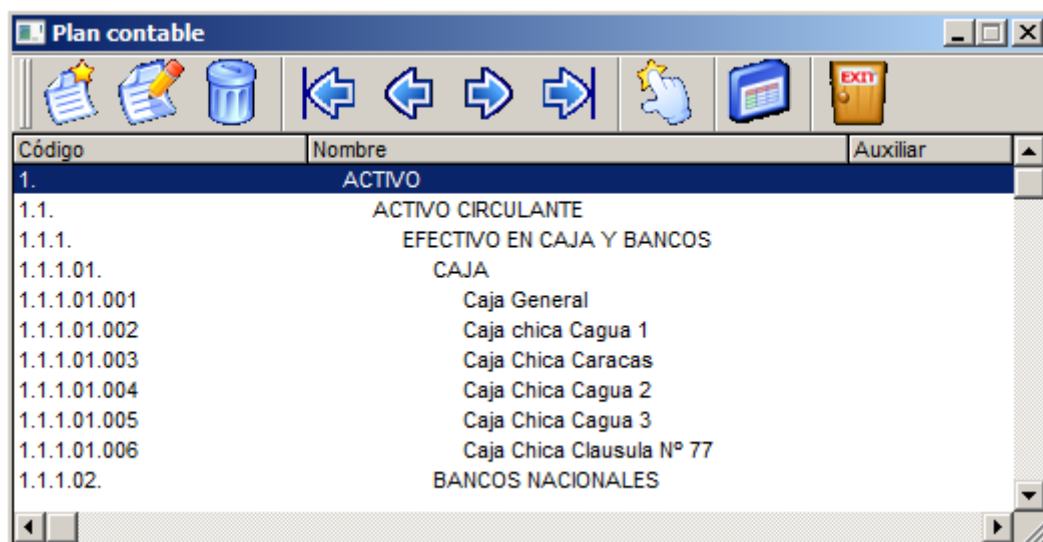 Plan contable
EXIT
Código Nombre Auxiliar
1. ACTIVO
1.1. ACTIVO CIRCULANTE
1.1.1. EFECTIVO EN CAJA Y BANCOS
1.1.1.01. CAJA
1.1.1.01.001 Caja General
1.1.1.01.002 Caja chica Cagua 1
1.1.1.01.003 Caja Chica Caracas
1.1.1.01.004 Caja Chica Cagua 2
1.1.1.01.005 Caja Chica Cagua 3
1.1.1.01.006 Caja Chica Clausula Nº 77
1.1.1.02. BANCOS NACIONALES